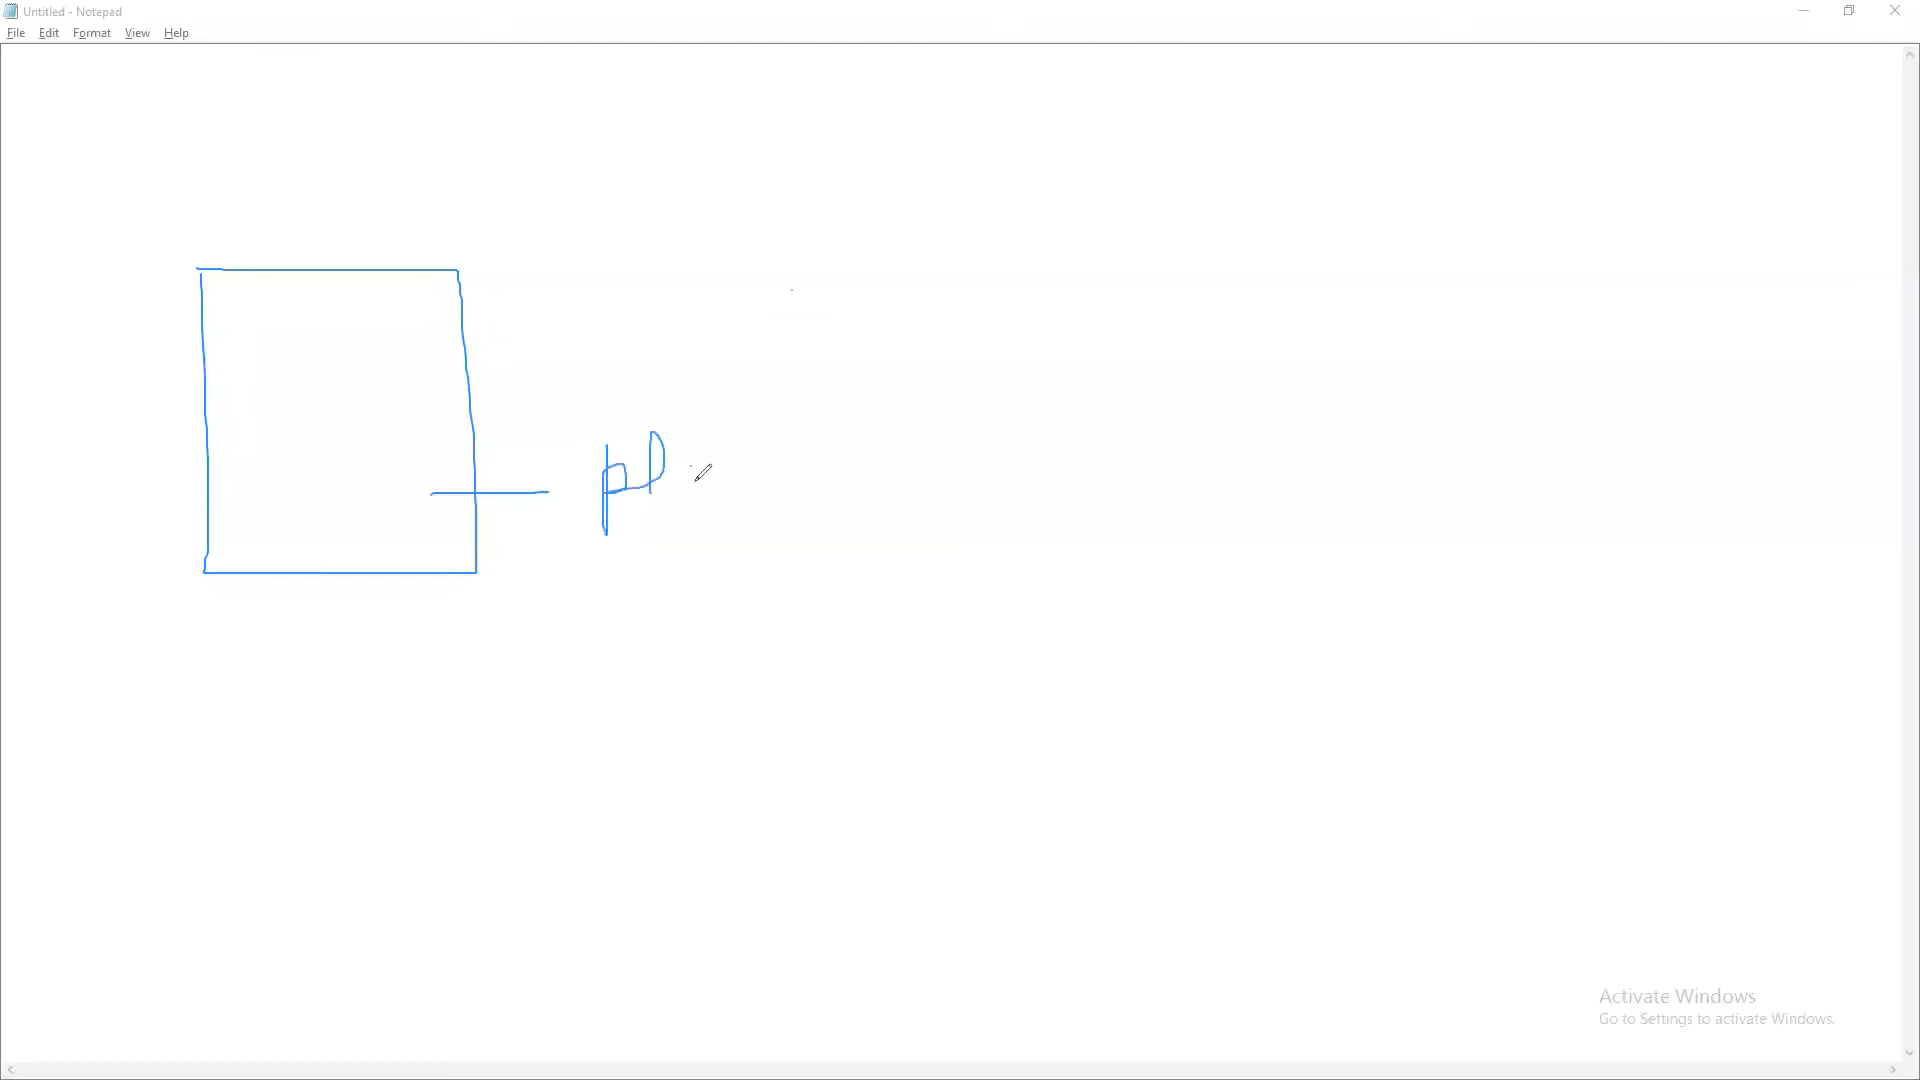 Untitled - Notepad
File Edit Format View Help
Activate Windows
Go to Settings to activate Windows.